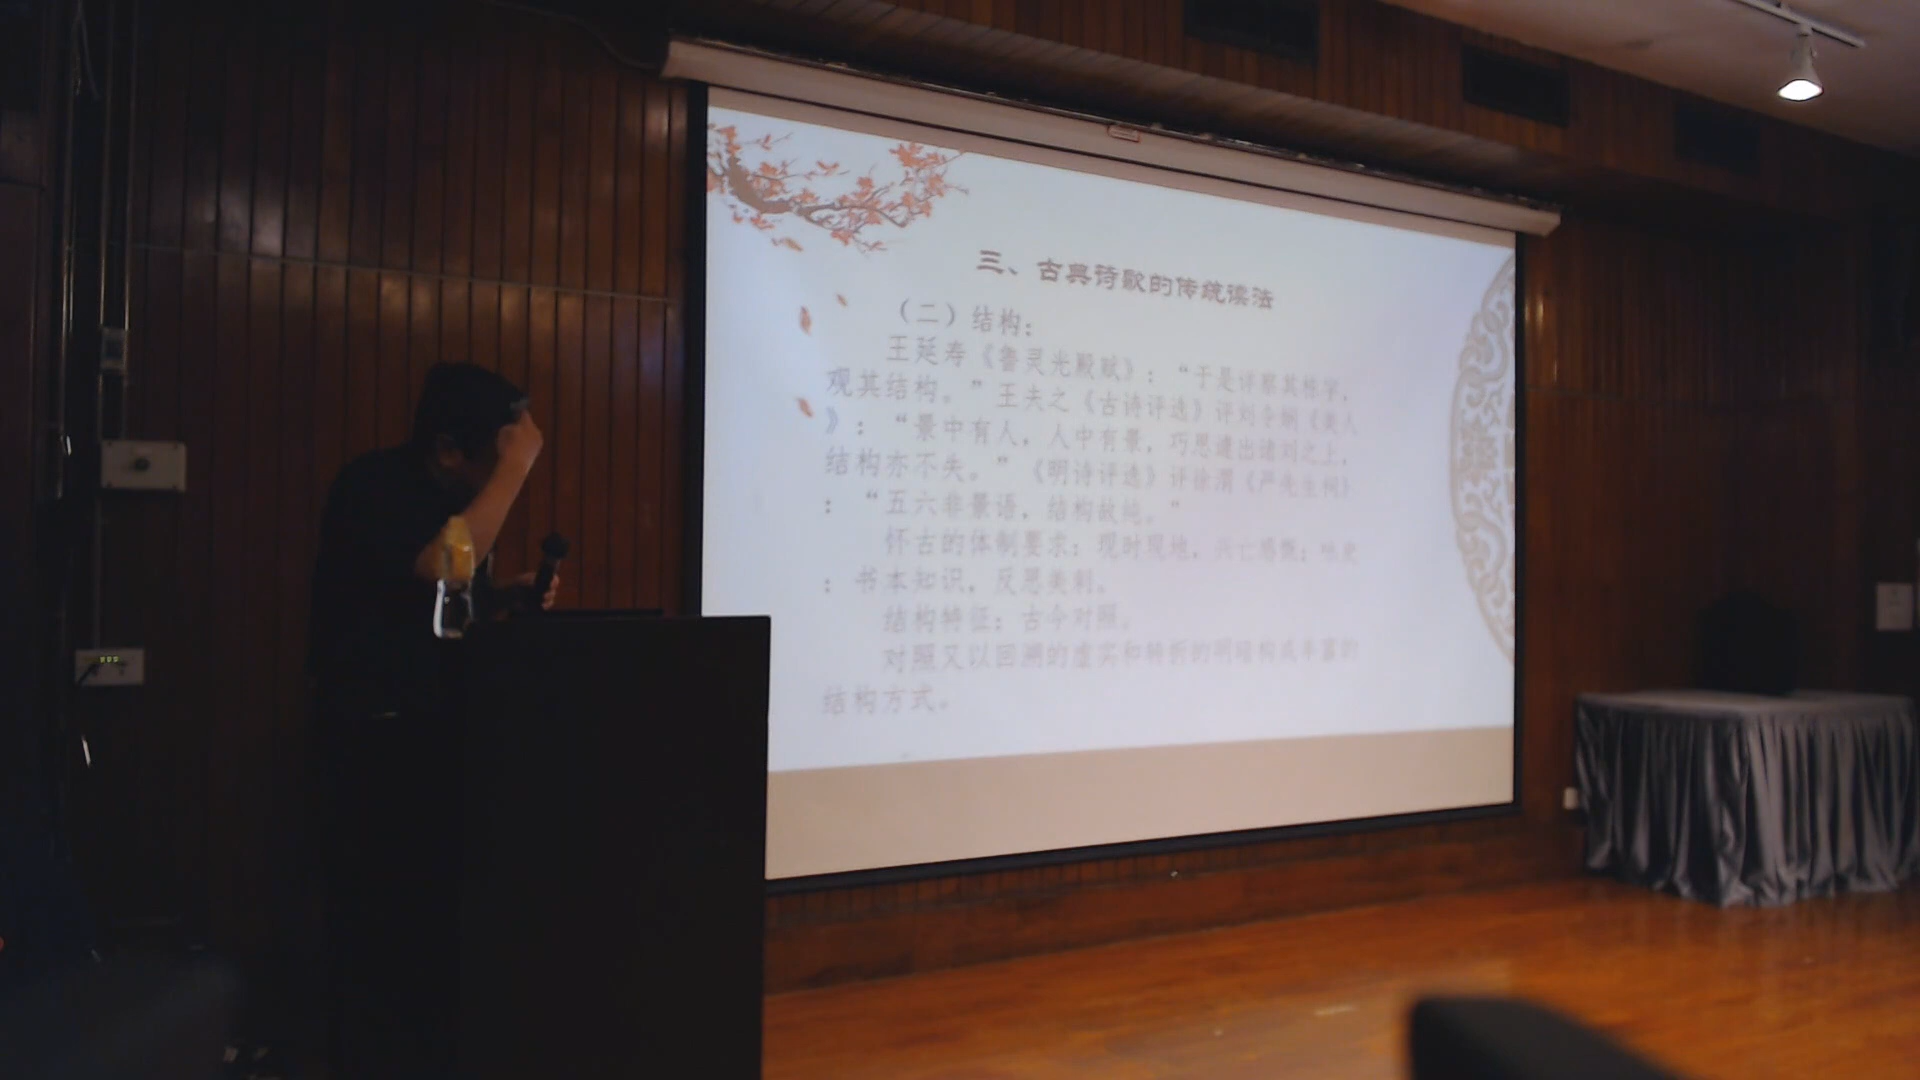 三、古典诗歌的传统读法
（二）结构：
王延寿《鲁灵光殿赋》：“于是详察其栋宇，
观其结构。”王夫之《古诗评选》评刘令娴《美人
》：“景中有人，人中有景，巧思遽出诸刘之上，
结构亦不失。”《明诗评选》评徐渭《严先生祠》
：“五六非景语，结构故纯。”
怀古的体制要求：现时现地，兴亡感慨；咏史
：书本知识，反思美刺。
结构特征：古今对照。
对照又以回溯的虚实和转折的明暗构成丰富的
结构方式。